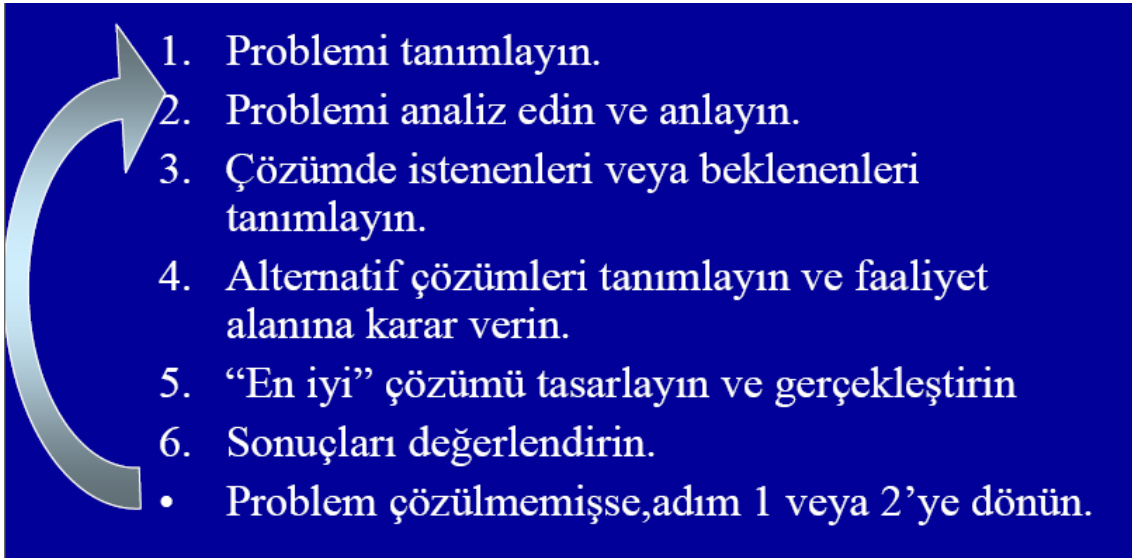 1. Problemi tanımlayın.
2. Problemi analiz edin ve anlayın.
3. Çözümde istenenleri veya beklenenleri
tanımlayın.
4. Alternatif çözümleri tanımlayın ve faaliyet
alanına karar verin.
5. “En iyi” çözümü tasarlayın ve gerçekleştirin
6. Sonuçları değerlendirin.
• Problem çözülmemişse,adım 1 veya 2’ye dönün.